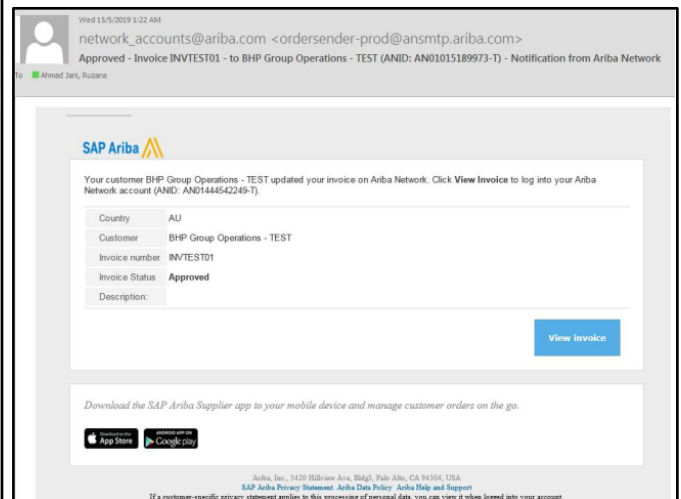 Wed 15/5/2019 1:22 AM
network_accounts@ariba.com <ordersender-prod@ansmtp.ariba.com>
Approved - Invoice INVTEST01 - to BHP Group Operations - TEST (ANID: AN01015189973-T) - Notification from Ariba Network
To Ahmad Jani, Ruzana
SAP Ariba
Your customer BHP Group Operations - TEST updated your invoice on Ariba Network. Click View Invoice to log into your Ariba
Network account (ANID: AN01444542249-T).
Country AU
Customer BHP Group Operations - TEST
Invoice number INVTEST01
Invoice Status Approved
Description:
View invoice
Download the SAP Ariba Supplier app to your mobile device and manage customer orders on the go.
Download on the App Store ANDROID APP ON Google play
Ariba, Inc., 3420 Hillview Ave, Bldg3, Palo Alto, CA 94304, USA
SAP Ariba Privacy Statement Ariba Data Policy Ariba Help and Support
If a customer-specific privacy statement applies to this processing of personal data, you can view it when logged into your account.